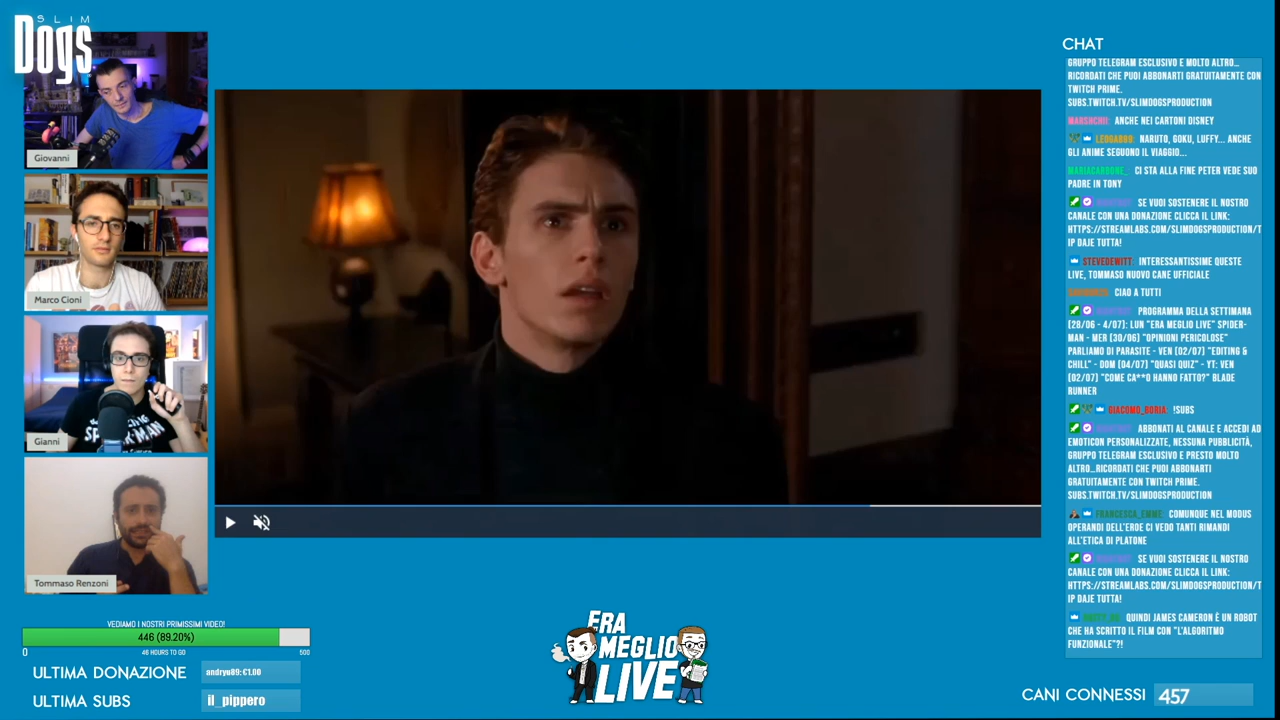 SLIM
Dogs
Giovanni
Marco Cioni
Gianni
Tommaso Renzoni
VEDIAMO I NOSTRI PRIMISSIMI VIDEO!
446 (89.20%)
0
46 HOURS TO GO
500
ULTIMA DONAZIONE
andryu89: €1.00
ULTIMA SUBS
il_pippero
ERA
MEGLIO
LIVE
CHAT
GRUPPO TELEGRAM ESCLUSIVO E MOLTO ALTRO...
RICORDATI CHE PUOI ABBONARTI GRATUITAMENTE CON
TWITCH PRIME.
SUBS.TWITCH.TV/SLIMDOGSPRODUCTION
ANCHE NEI CARTONI DISNEY
NARUTO, GOKU, LUFFY... ANCHE
GLI ANIME SEGUONO IL VIAGGIO...
CI STA ALLA FINE PETER VEDE SUO
PADRE IN TONY
SE VUOI SOSTENERE IL NOSTRO
CANALE CON UNA DONAZIONE CLICCA IL LINK:
HTTPS://STREAMLABS.COM/SLIMDOGSPRODUCTION/T
IP DAJE TUTTA!
STEVEDEWITT: INTERESSANTISSIME QUESTE
LIVE, TOMMASO NUOVO CANE UFFICIALE
CIAO A TUTTI
PROGRAMMA DELLA SETTIMANA
(28/06 - 4/07): LUN "ERA MEGLIO LIVE" SPIDER-
MAN - MER (30/06) "OPINIONI PERICOLOSE"
PARLIAMO DI PARASITE - VEN (02/07) "EDITING &
CHILL" - DOM (04/07) "QUASI QUIZ" - YT: VEN
(02/07) "COME CA**O HANNO FATTO?" BLADE
RUNNER
GIACOMO_BORIA: !SUBS
ABBONATI AL CANALE E ACCEDI AD
EMOTICON PERSONALIZZATE, NESSUNA PUBBLICITÀ,
GRUPPO TELEGRAM ESCLUSIVO E PRESTO MOLTO
ALTRO...RICORDATI CHE PUOI ABBONARTI
GRATUITAMENTE CON TWITCH PRIME.
SUBS.TWITCH.TV/SLIMDOGSPRODUCTION
FRANCESCA_EMME: COMUNQUE NEL MODUS
OPERANDI DELL'EROE CI VEDO TANTI RIMANDI
ALL'ETICA DI PLATONE
SE VUOI SOSTENERE IL NOSTRO
CANALE CON UNA DONAZIONE CLICCA IL LINK:
HTTPS://STREAMLABS.COM/SLIMDOGSPRODUCTION/T
IP DAJE TUTTA!
QUINDI JAMES CAMERON È UN ROBOT
CHE HA SCRITTO IL FILM CON "L'ALGORITMO
FUNZIONALE"?!
CANI CONNESSI
457